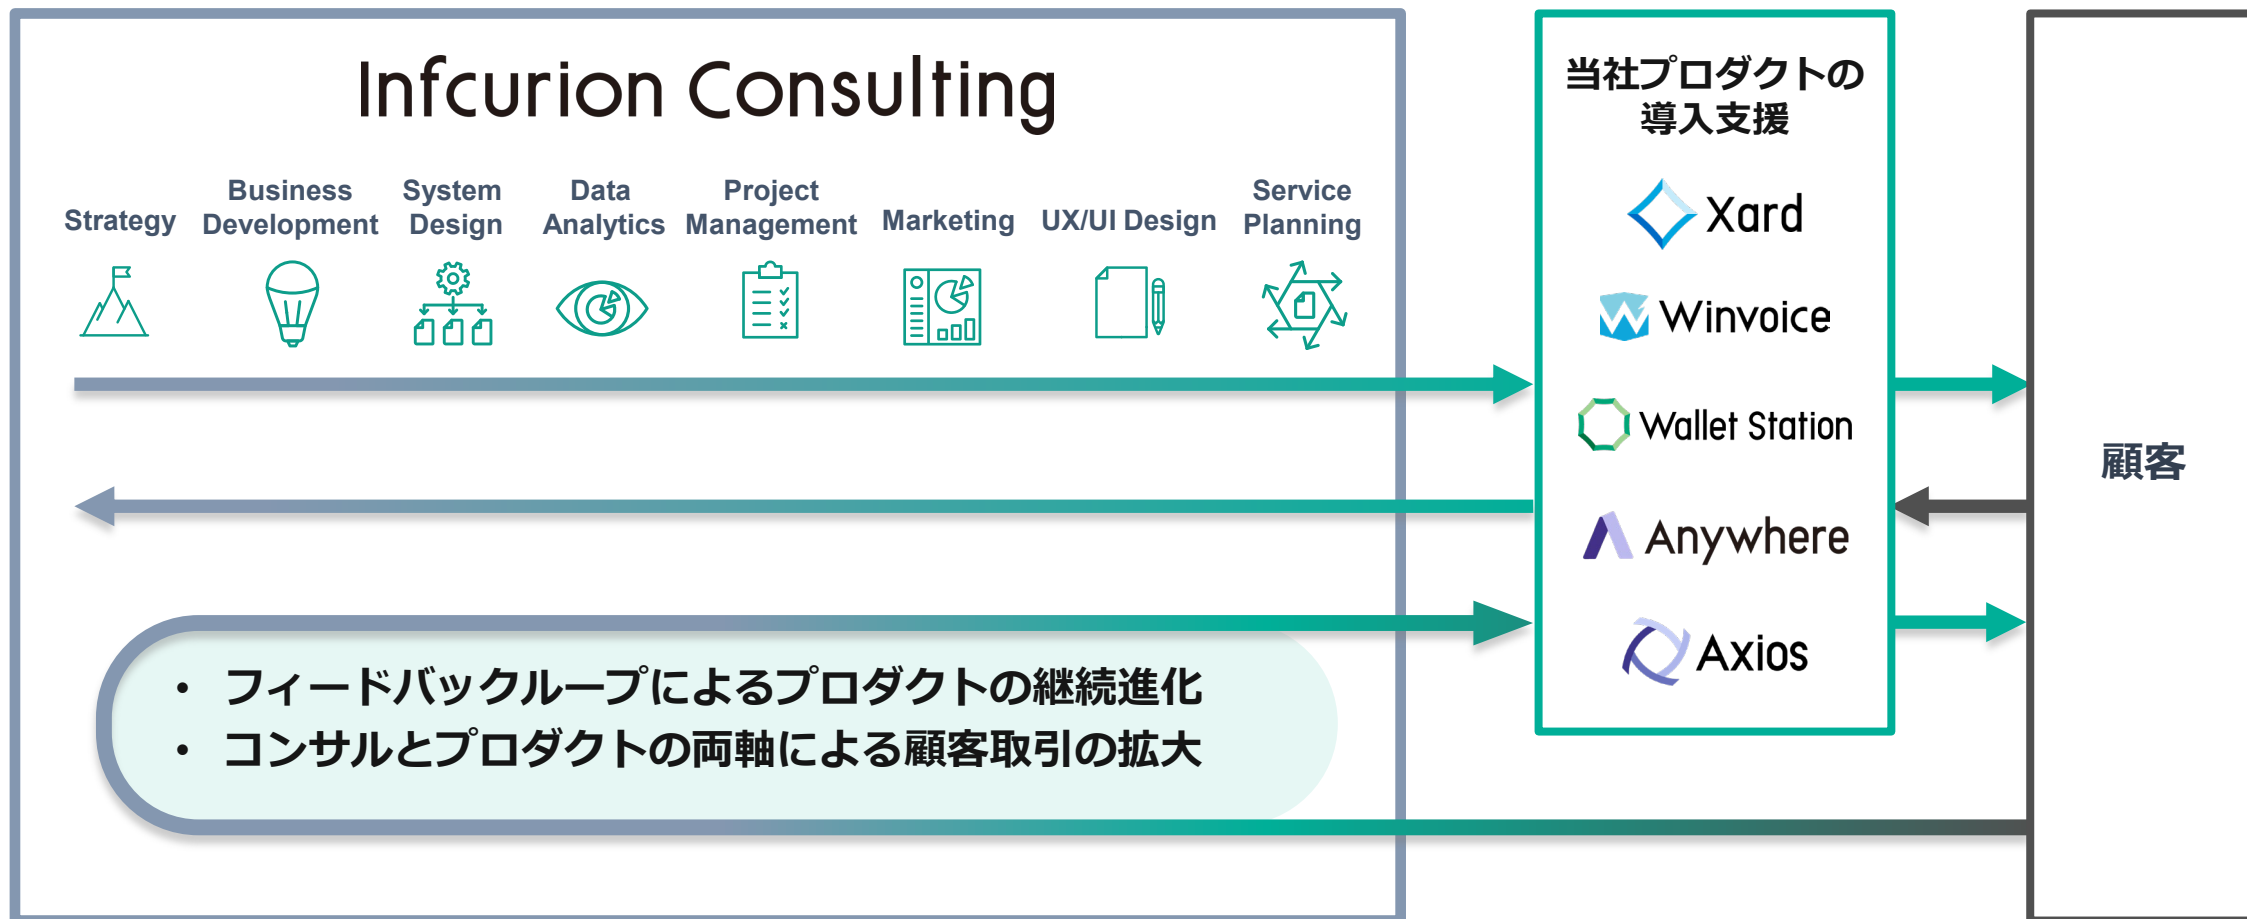 Infcurion Consulting
Strategy
Business
Development
System
Design
Data
Analytics
Project
Management
Marketing
UX/UI Design
Service
Planning
• フィードバックループによるプロダクトの継続進化
• コンサルとプロダクトの両軸による顧客取引の拡大
当社プロダクトの
導入支援
Xard
Winvoice
Wallet Station
Anywhere
Axios
顧客